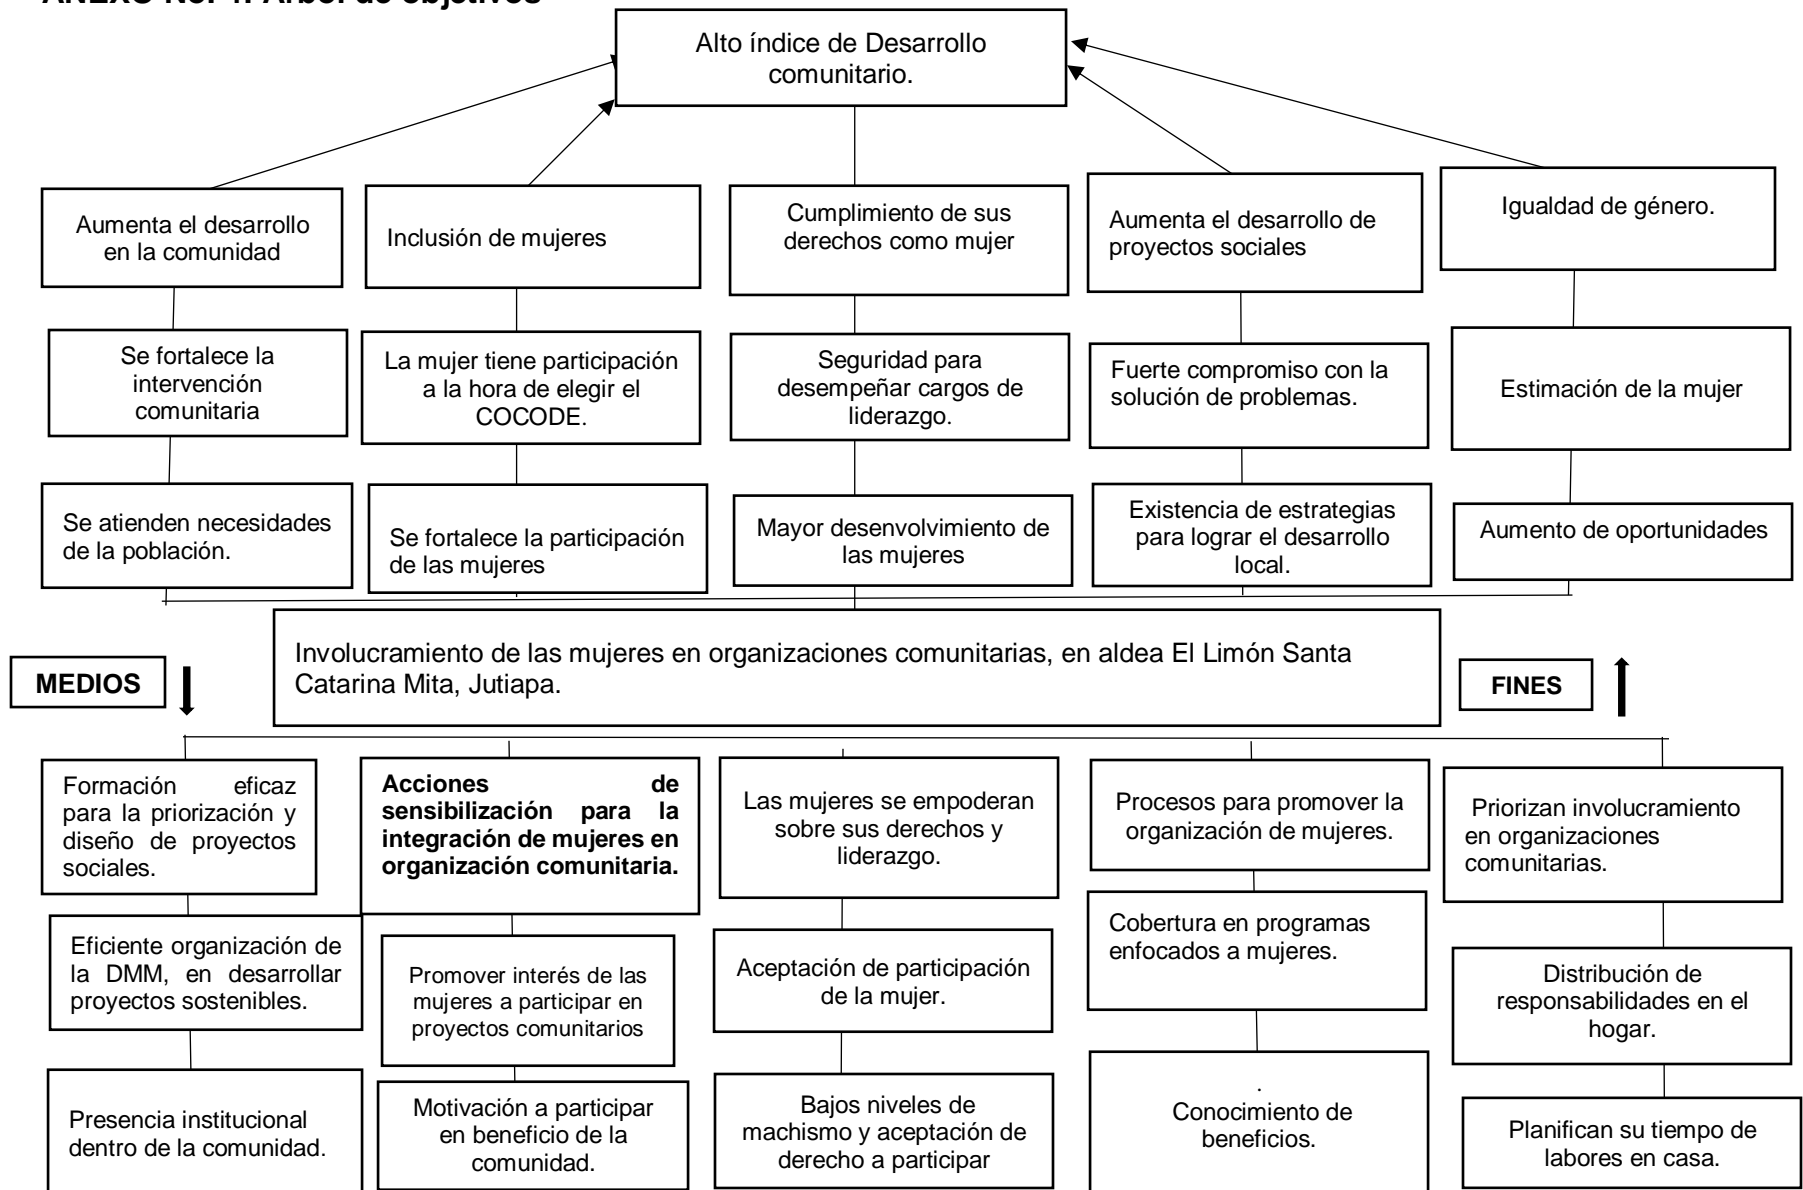 ANEXO No. 1. Árbol de objetivos
Alto índice de Desarrollo
comunitario.
Aumenta el desarrollo
en la comunidad
Inclusión de mujeres
Cumplimiento de sus
derechos como mujer
Aumenta el desarrollo de
proyectos sociales
Igualdad de género.
Se fortalece la
intervención
comunitaria
La mujer tiene participación
a la hora de elegir el
COCODE.
Seguridad para
desempeñar cargos de
liderazgo.
Fuerte compromiso con la
solución de problemas.
Estimación de la mujer
Se atienden necesidades
de la población.
Se fortalece la participación
de las mujeres
Mayor desenvolvimiento de
las mujeres
Existencia de estrategias
para lograr el desarrollo
local.
Aumento de oportunidades
Involucramiento de las mujeres en organizaciones comunitarias, en aldea El Limón Santa
Catarina Mita, Jutiapa.
MEDIOS
FINES
Formación eficaz
para la priorización y
diseño de proyectos
sociales.
Acciones de
sensibilización para la
integración de mujeres en
organización comunitaria.
Las mujeres se empoderan
sobre sus derechos y
liderazgo.
Procesos para promover la
organización de mujeres.
Priorizan involucramiento
en organizaciones
comunitarias.
Eficiente organización de
la DMM, en desarrollar
proyectos sostenibles.
Promover interés de las
mujeres a participar en
proyectos comunitarios
Aceptación de participación
de la mujer.
Cobertura en programas
enfocados a mujeres.
Distribución de
responsabilidades en el
hogar.
Presencia institucional
dentro de la comunidad.
Motivación a participar
en beneficio de la
comunidad.
Bajos niveles de
machismo y aceptación de
derecho a participar
.
Conocimiento de
beneficios.
Planifican su tiempo de
labores en casa.